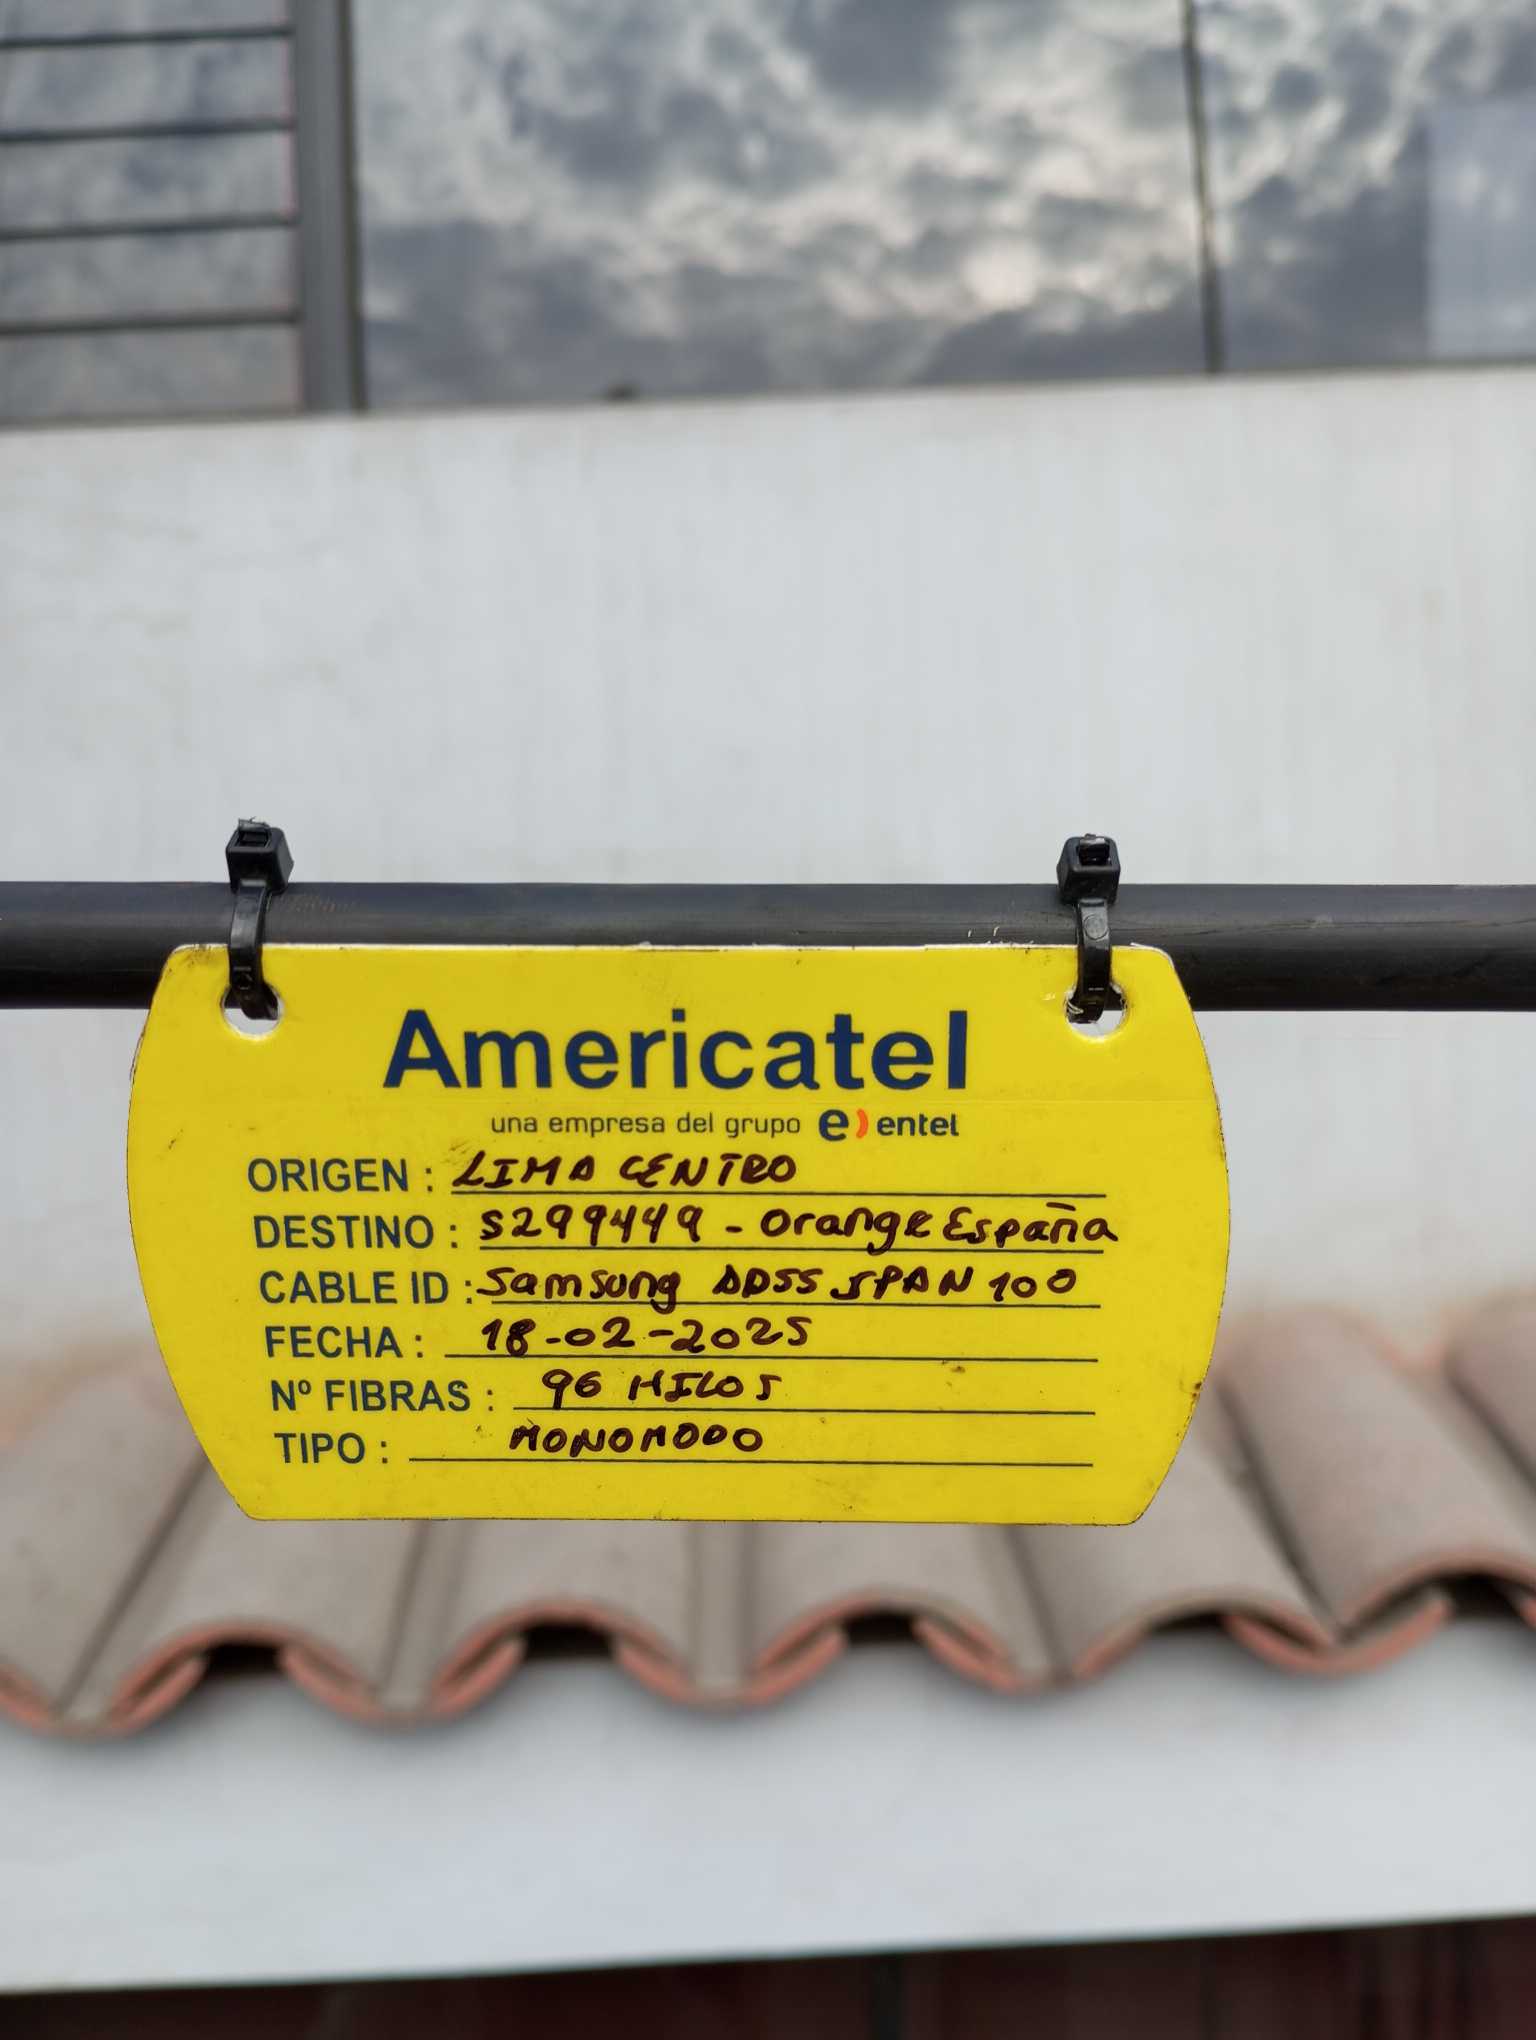 Americatel
una empresa del grupo e) entel
ORIGEN : LIMA CENTRO
DESTINO : S299449 - Orange España
CABLE ID : Samsung ADSS SPAN 100
FECHA : 18-02-2025
Nº FIBRAS : 96 HILOS
TIPO : MONOMODO